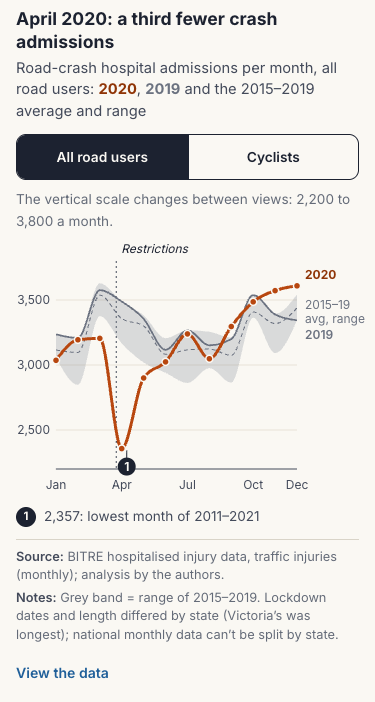 April 2020: a third fewer crash
admissions
Road-crash hospital admissions per month, all
road users: 2020, 2019 and the 2015–2019
average and range
All road users
Cyclists
The vertical scale changes between views: 2,200 to
3,800 a month.
Restrictions
2020
3,500
2015–19
avg, range
2019
3,000
2,500
1
Jan Apr Jul Oct Dec
1 2,357: lowest month of 2011–2021
Source: BITRE hospitalised injury data, traffic injuries
(monthly); analysis by the authors.
Notes: Grey band = range of 2015–2019. Lockdown
dates and length differed by state (Victoria’s was
longest); national monthly data can’t be split by state.
View the data